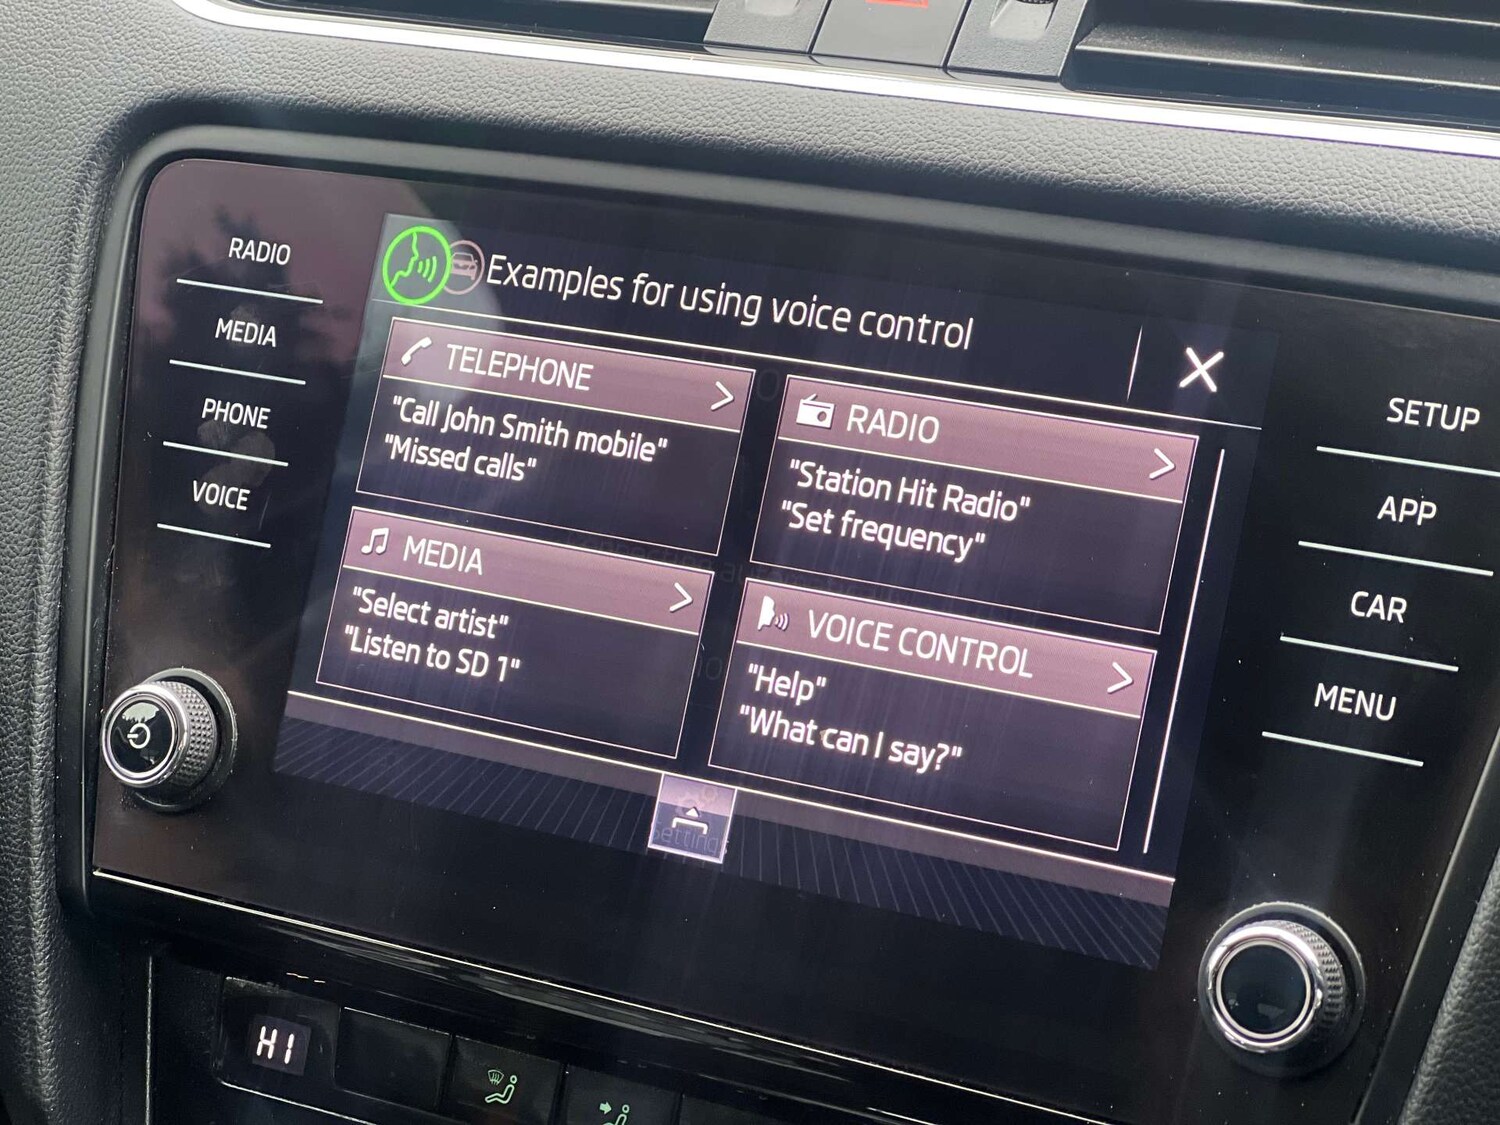 RADIO
MEDIA
PHONE
VOICE
Examples for using voice control
TELEPHONE
"Call John Smith mobile"
"Missed calls"
RADIO
"Station Hit Radio"
"Set frequency"
MEDIA
"Select artist"
"Listen to SD 1"
VOICE CONTROL
"Help"
"What can I say?"
Settings
SETUP
APP
CAR
MENU
HI